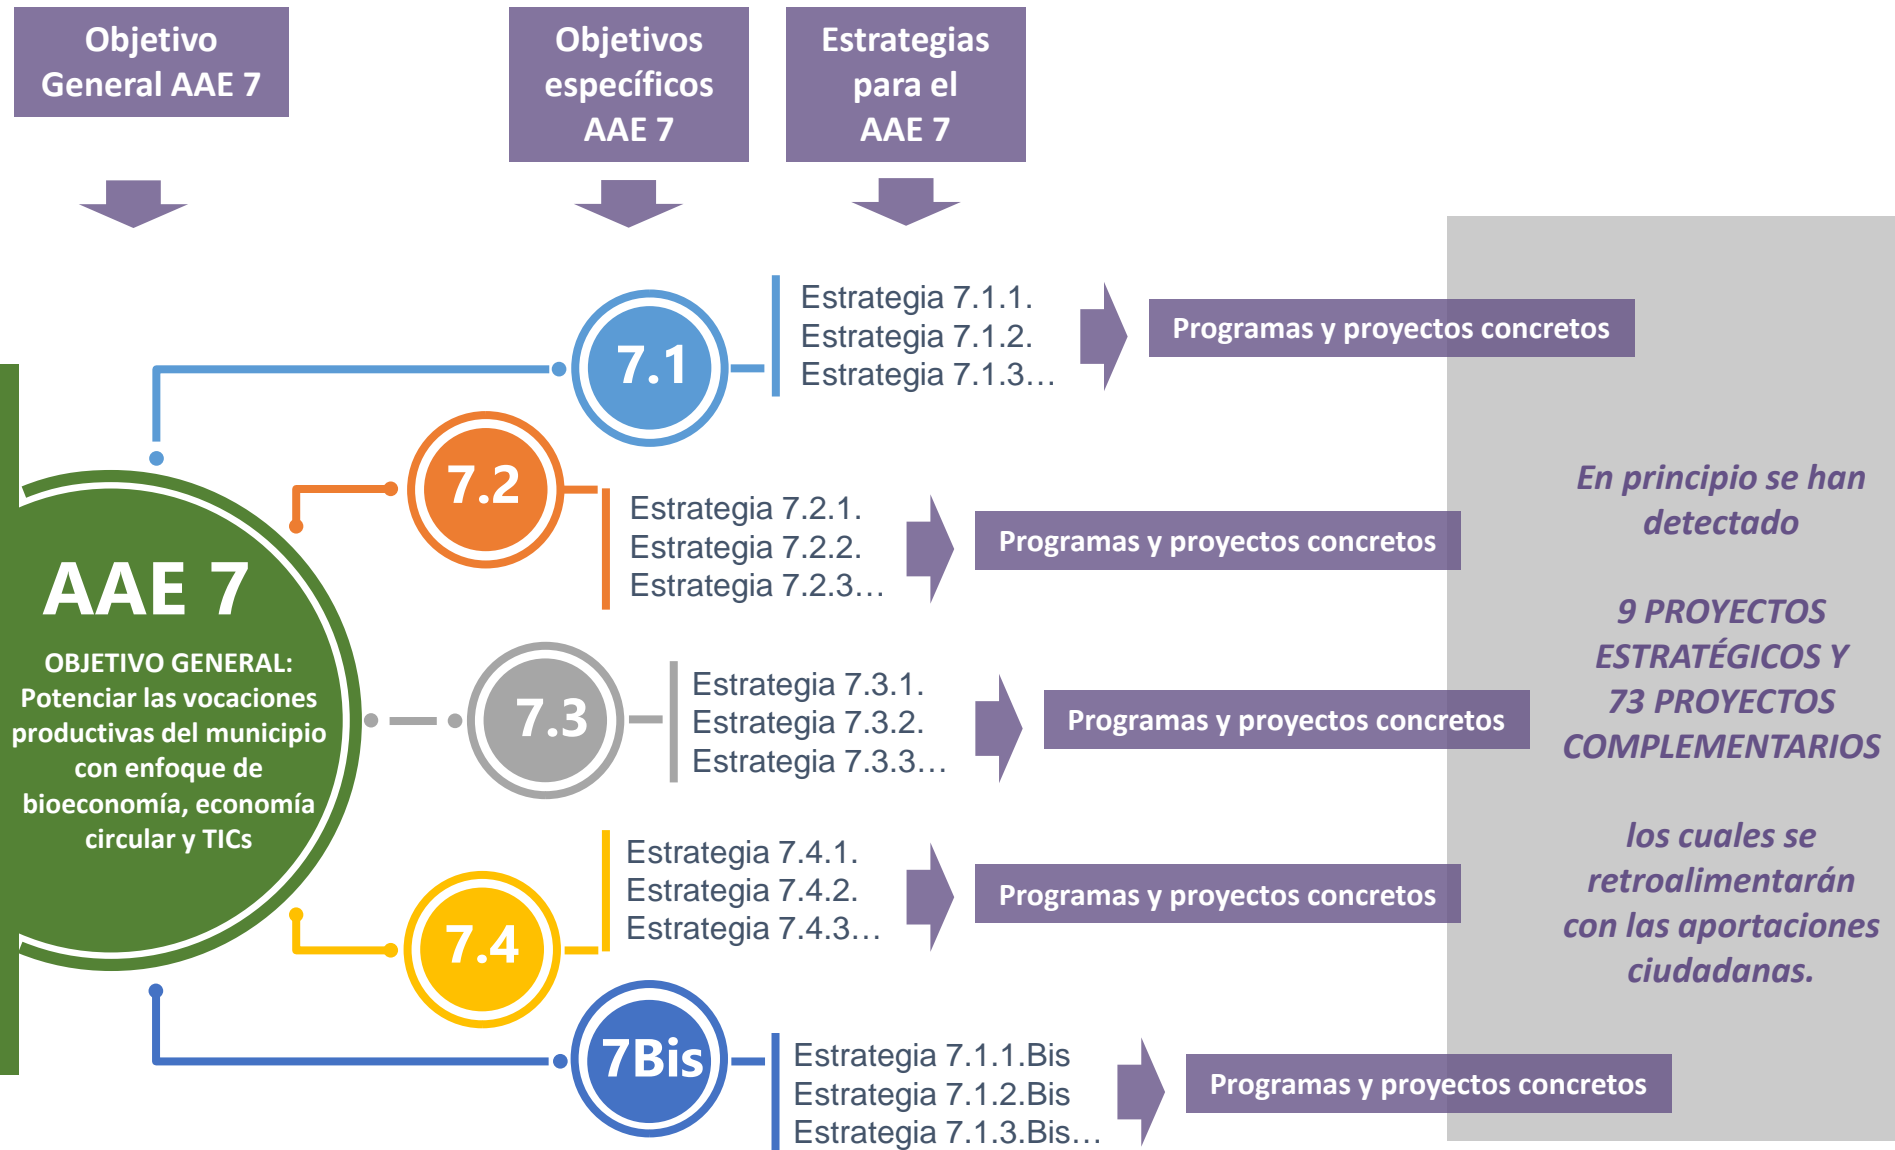 Objetivo
General AAE 7
Objetivos
específicos
AAE 7
Estrategias
para el
AAE 7
AAE 7
OBJETIVO GENERAL:
Potenciar las vocaciones
productivas del municipio
con enfoque de
bioeconomía, economía
circular y TICs
7.1
Estrategia 7.1.1.
Estrategia 7.1.2.
Estrategia 7.1.3…
Programas y proyectos concretos
7.2
Estrategia 7.2.1.
Estrategia 7.2.2.
Estrategia 7.2.3…
Programas y proyectos concretos
7.3
Estrategia 7.3.1.
Estrategia 7.3.2.
Estrategia 7.3.3…
Programas y proyectos concretos
7.4
Estrategia 7.4.1.
Estrategia 7.4.2.
Estrategia 7.4.3…
Programas y proyectos concretos
7Bis
Estrategia 7.1.1.Bis
Estrategia 7.1.2.Bis
Estrategia 7.1.3.Bis…
Programas y proyectos concretos
En principio se han
detectado
9 PROYECTOS
ESTRATÉGICOS Y
73 PROYECTOS
COMPLEMENTARIOS
los cuales se
retroalimentarán
con las aportaciones
ciudadanas.